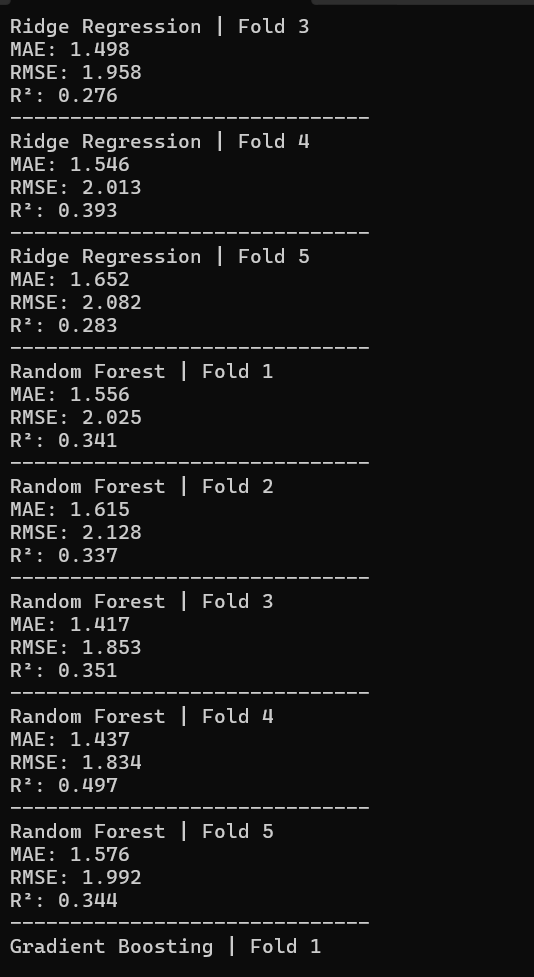 Ridge Regression | Fold 3
MAE: 1.498
RMSE: 1.958
R²: 0.276
------------------------------
Ridge Regression | Fold 4
MAE: 1.546
RMSE: 2.013
R²: 0.393
------------------------------
Ridge Regression | Fold 5
MAE: 1.652
RMSE: 2.082
R²: 0.283
------------------------------
Random Forest | Fold 1
MAE: 1.556
RMSE: 2.025
R²: 0.341
------------------------------
Random Forest | Fold 2
MAE: 1.615
RMSE: 2.128
R²: 0.337
------------------------------
Random Forest | Fold 3
MAE: 1.417
RMSE: 1.853
R²: 0.351
------------------------------
Random Forest | Fold 4
MAE: 1.437
RMSE: 1.834
R²: 0.497
------------------------------
Random Forest | Fold 5
MAE: 1.576
RMSE: 1.992
R²: 0.344
------------------------------
Gradient Boosting | Fold 1